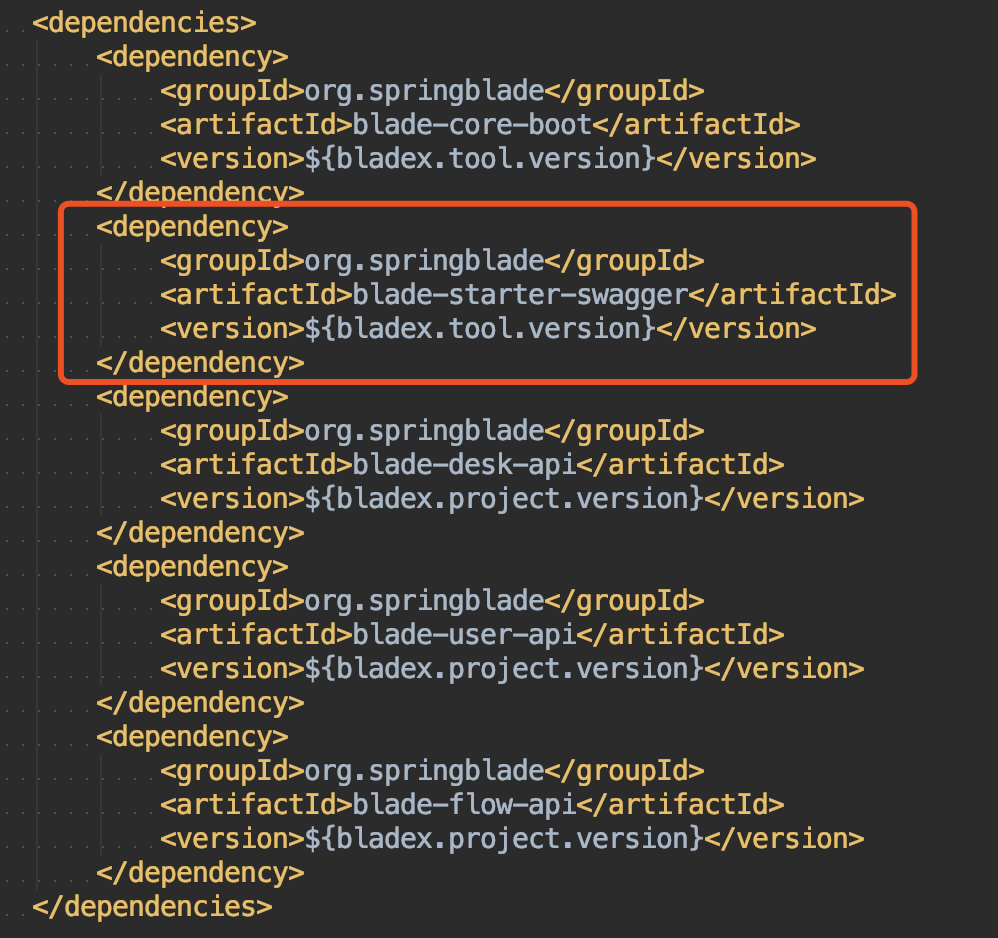 <dependencies>
<dependency>
<groupId>org.springblade</groupId>
<artifactId>blade-core-boot</artifactId>
<version>${bladex.tool.version}</version>
</dependency>
<dependency>
<groupId>org.springblade</groupId>
<artifactId>blade-starter-swagger</artifactId>
<version>${bladex.tool.version}</version>
</dependency>
<dependency>
<groupId>org.springblade</groupId>
<artifactId>blade-desk-api</artifactId>
<version>${bladex.project.version}</version>
</dependency>
<dependency>
<groupId>org.springblade</groupId>
<artifactId>blade-user-api</artifactId>
<version>${bladex.project.version}</version>
</dependency>
<dependency>
<groupId>org.springblade</groupId>
<artifactId>blade-flow-api</artifactId>
<version>${bladex.project.version}</version>
</dependency>
</dependencies>